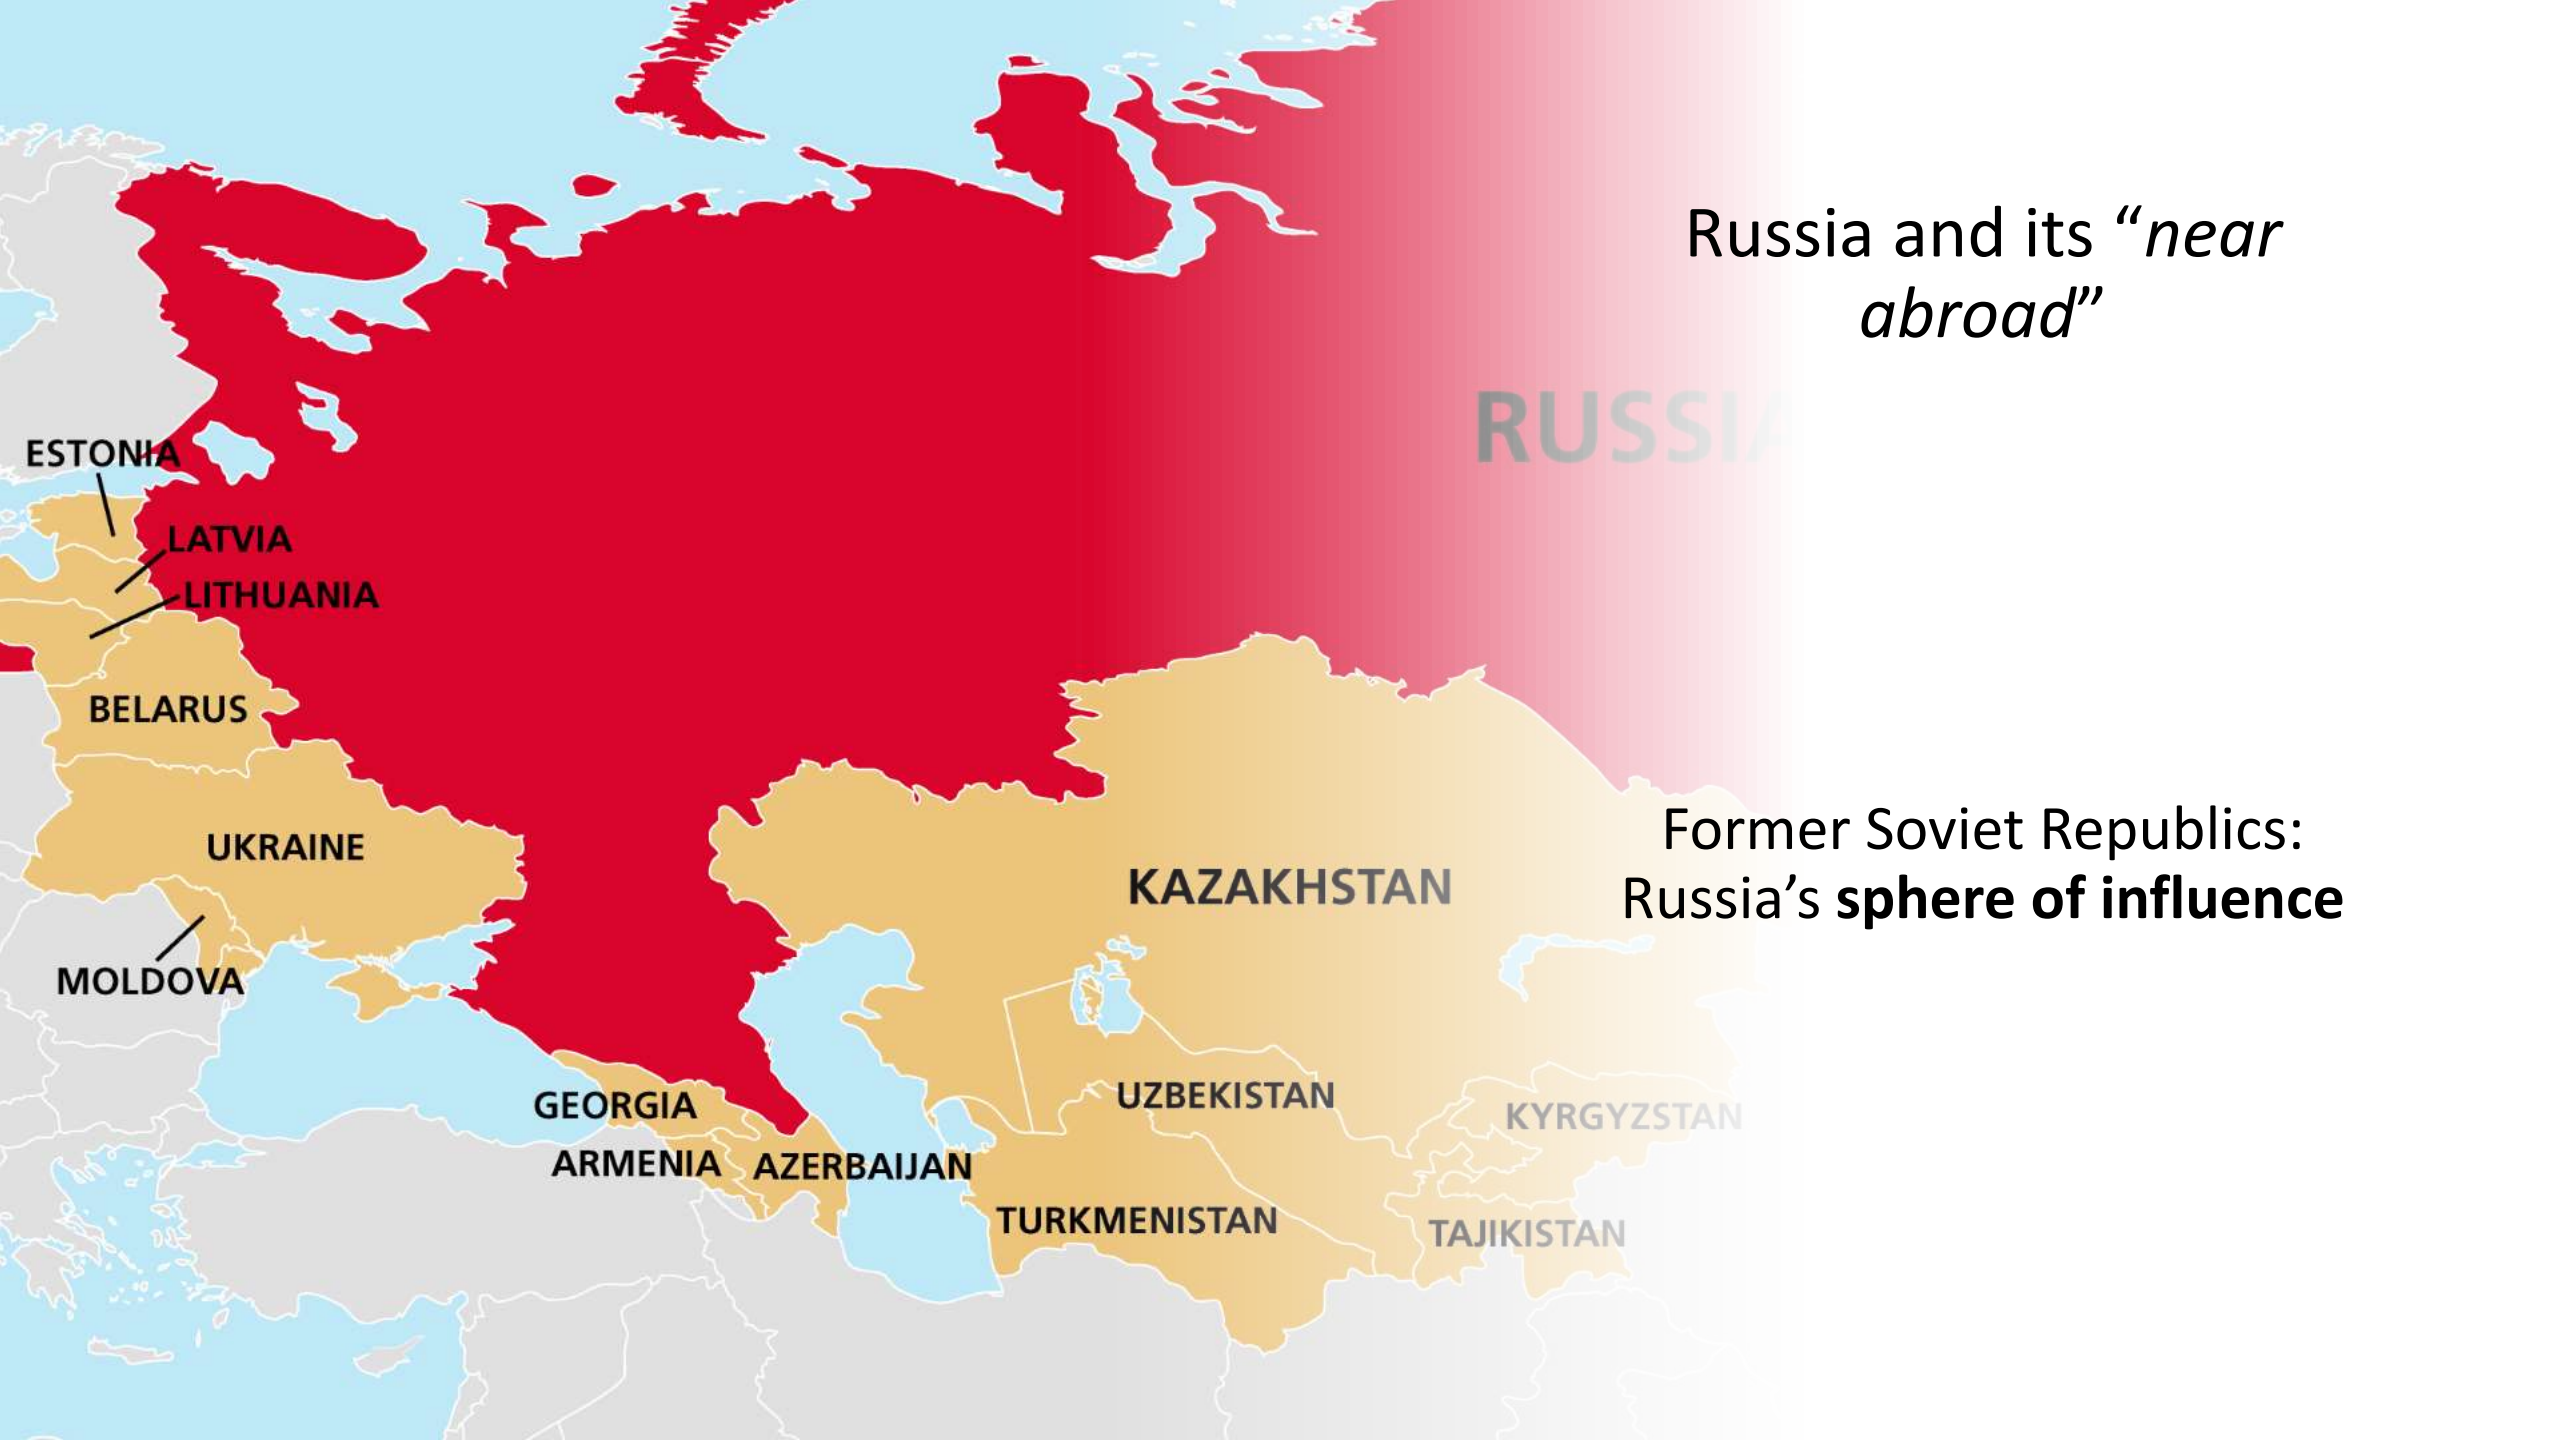 Russia and its “near
abroad”
RUSSIA
ESTONIA
LATVIA
LITHUANIA
BELARUS
UKRAINE
Former Soviet Republics:
Russia’s sphere of influence
KAZAKHSTAN
MOLDOVA
GEORGIA
UZBEKISTAN
KYRGYZSTAN
ARMENIA
AZERBAIJAN
TURKMENISTAN
TAJIKISTAN